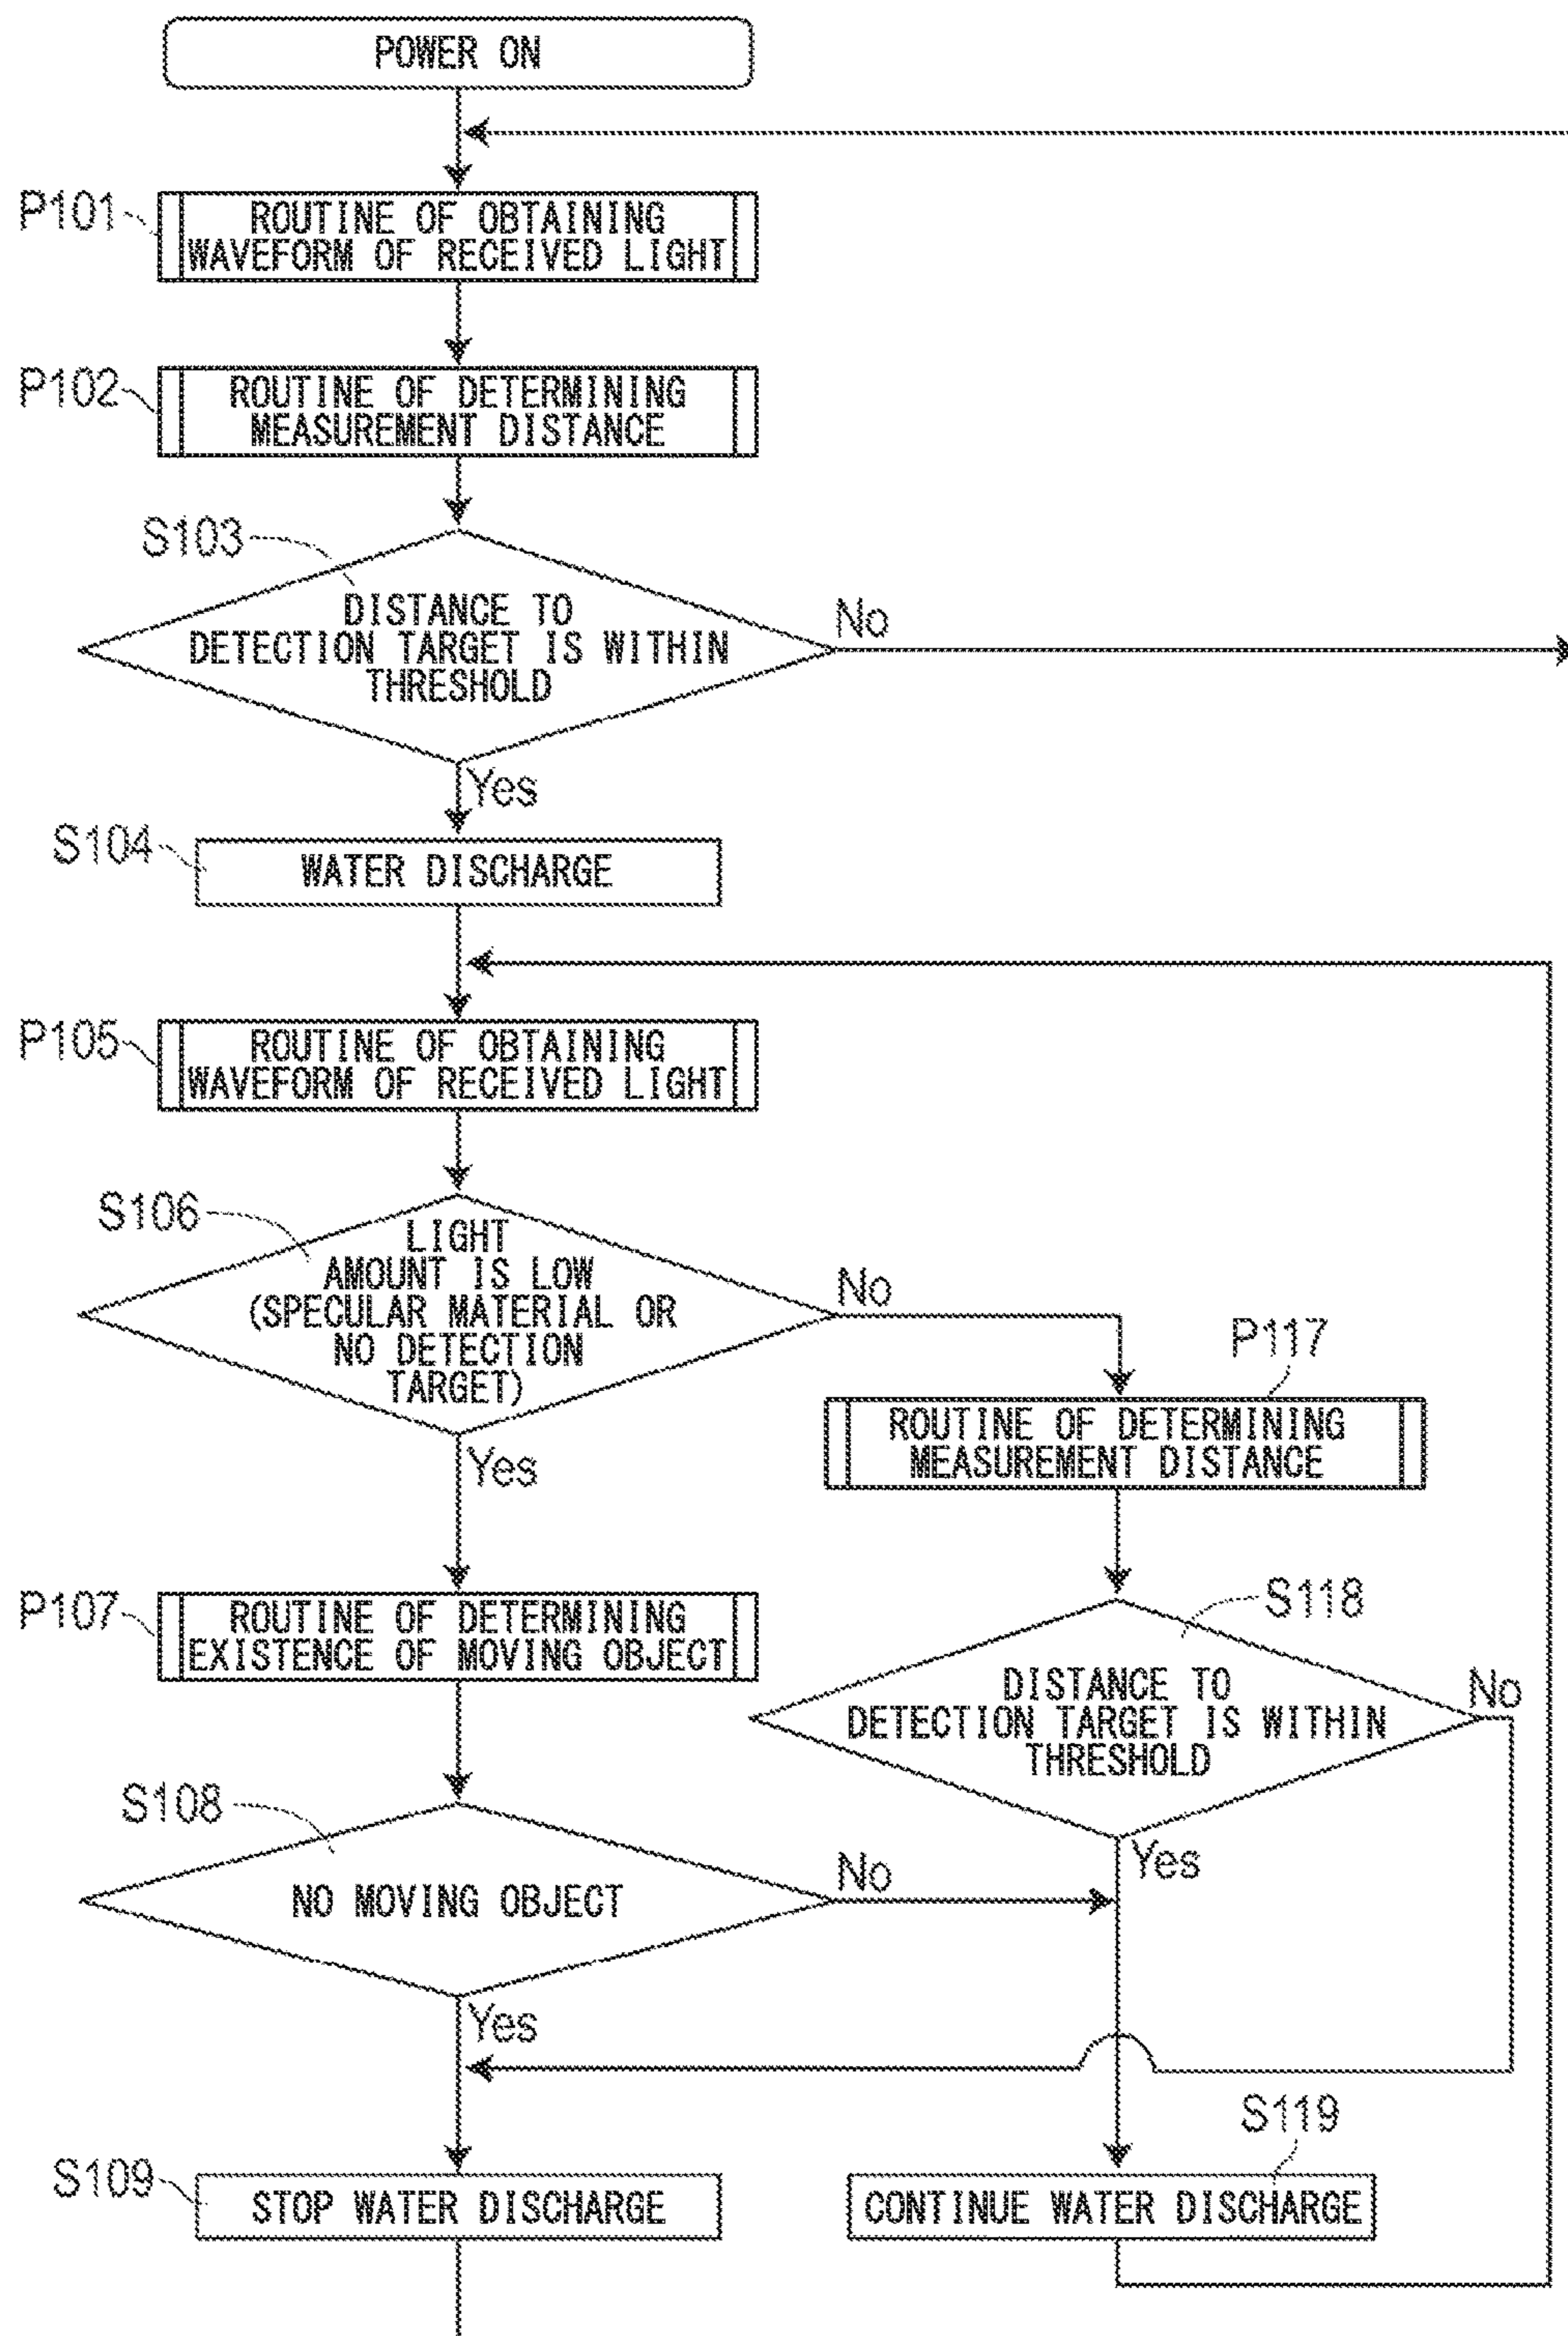 POWER ON
P101
ROUTINE OF OBTAINING
WAVEFORM OF RECEIVED LIGHT
P102
ROUTINE OF DETERMINING
MEASUREMENT DISTANCE
S103
DISTANCE TO
DETECTION TARGET IS WITHIN
THRESHOLD
No
Yes
S104
WATER DISCHARGE
P105
ROUTINE OF OBTAINING
WAVEFORM OF RECEIVED LIGHT
S106
LIGHT
AMOUNT IS LOW
(SPECULAR MATERIAL OR
NO DETECTION
TARGET)
No
Yes
P117
ROUTINE OF DETERMINING
MEASUREMENT DISTANCE
P107
ROUTINE OF DETERMINING
EXISTENCE OF MOVING OBJECT
S118
DISTANCE TO
DETECTION TARGET IS WITHIN
THRESHOLD
No
Yes
S108
NO MOVING OBJECT
No
Yes
S109
STOP WATER DISCHARGE
S119
CONTINUE WATER DISCHARGE